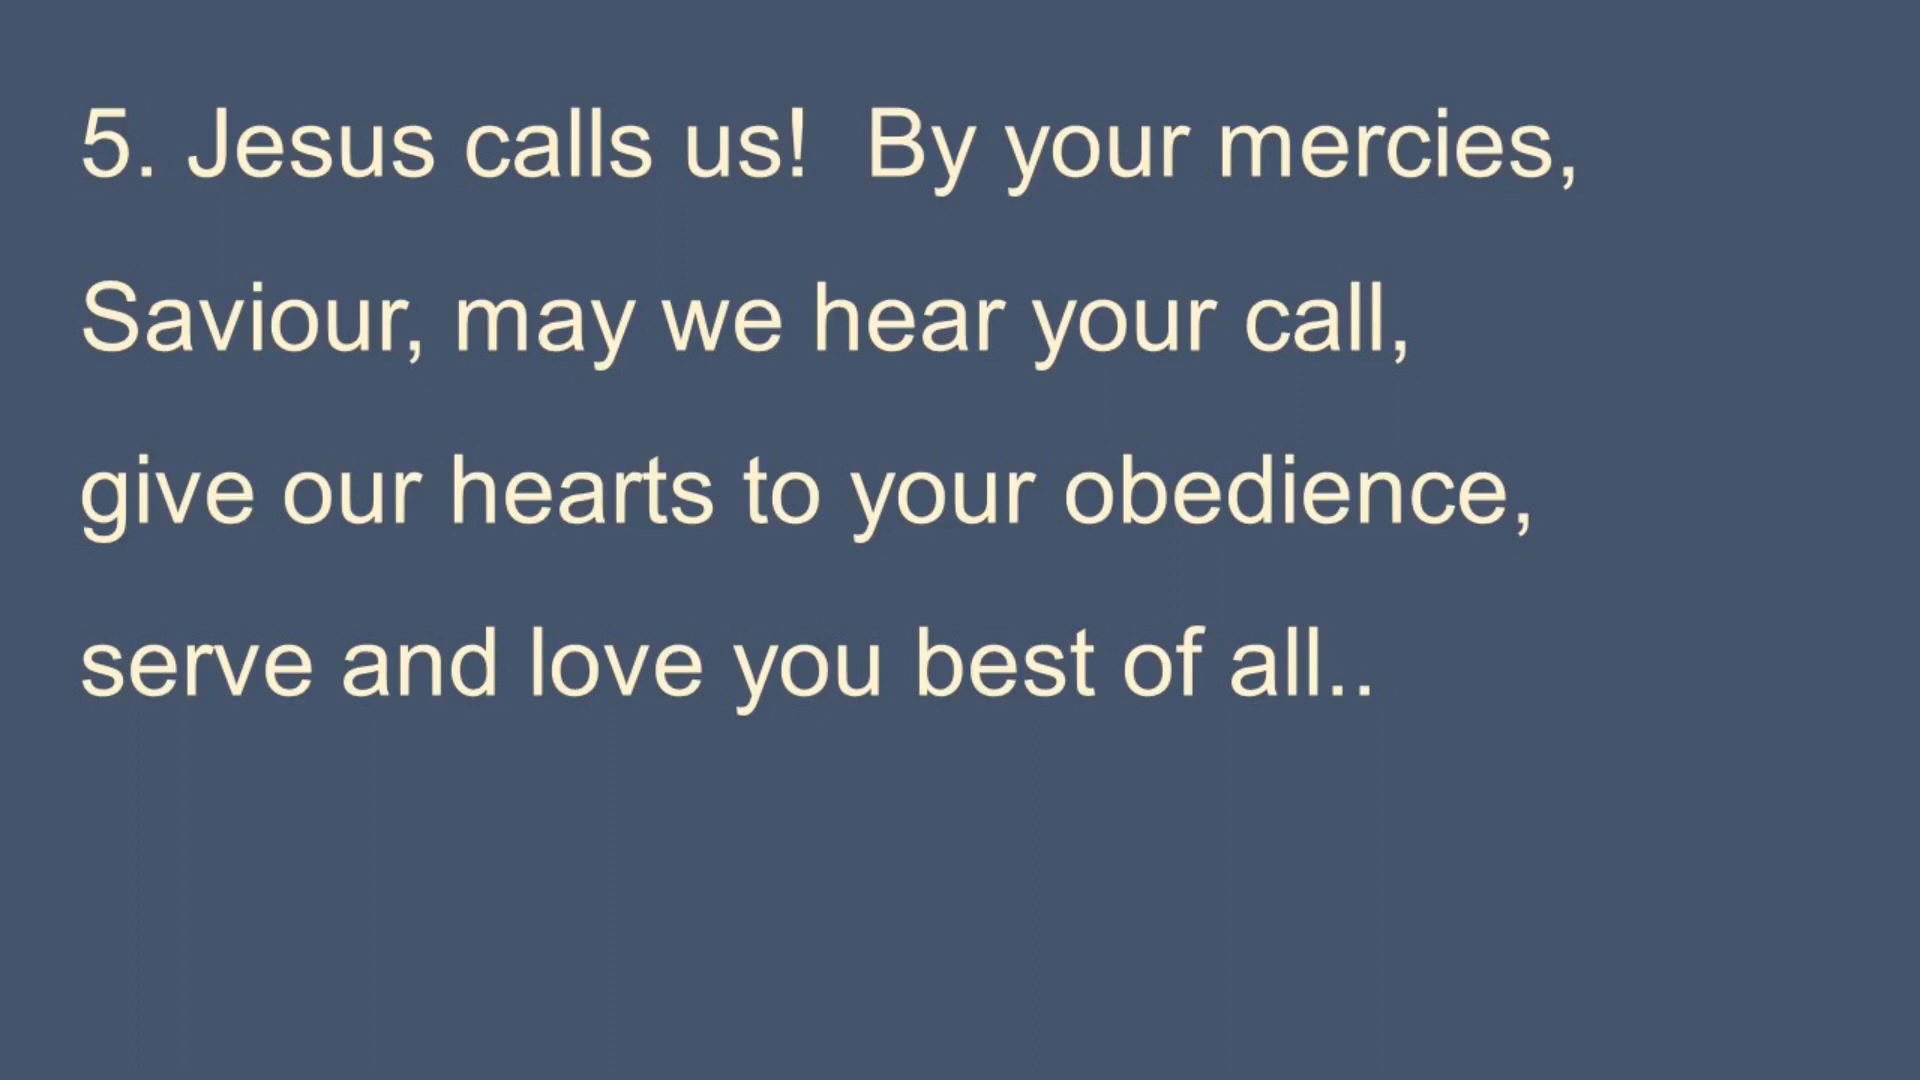 5. Jesus calls us!  By your mercies,
Saviour, may we hear your call,
give our hearts to your obedience,
serve and love you best of all..